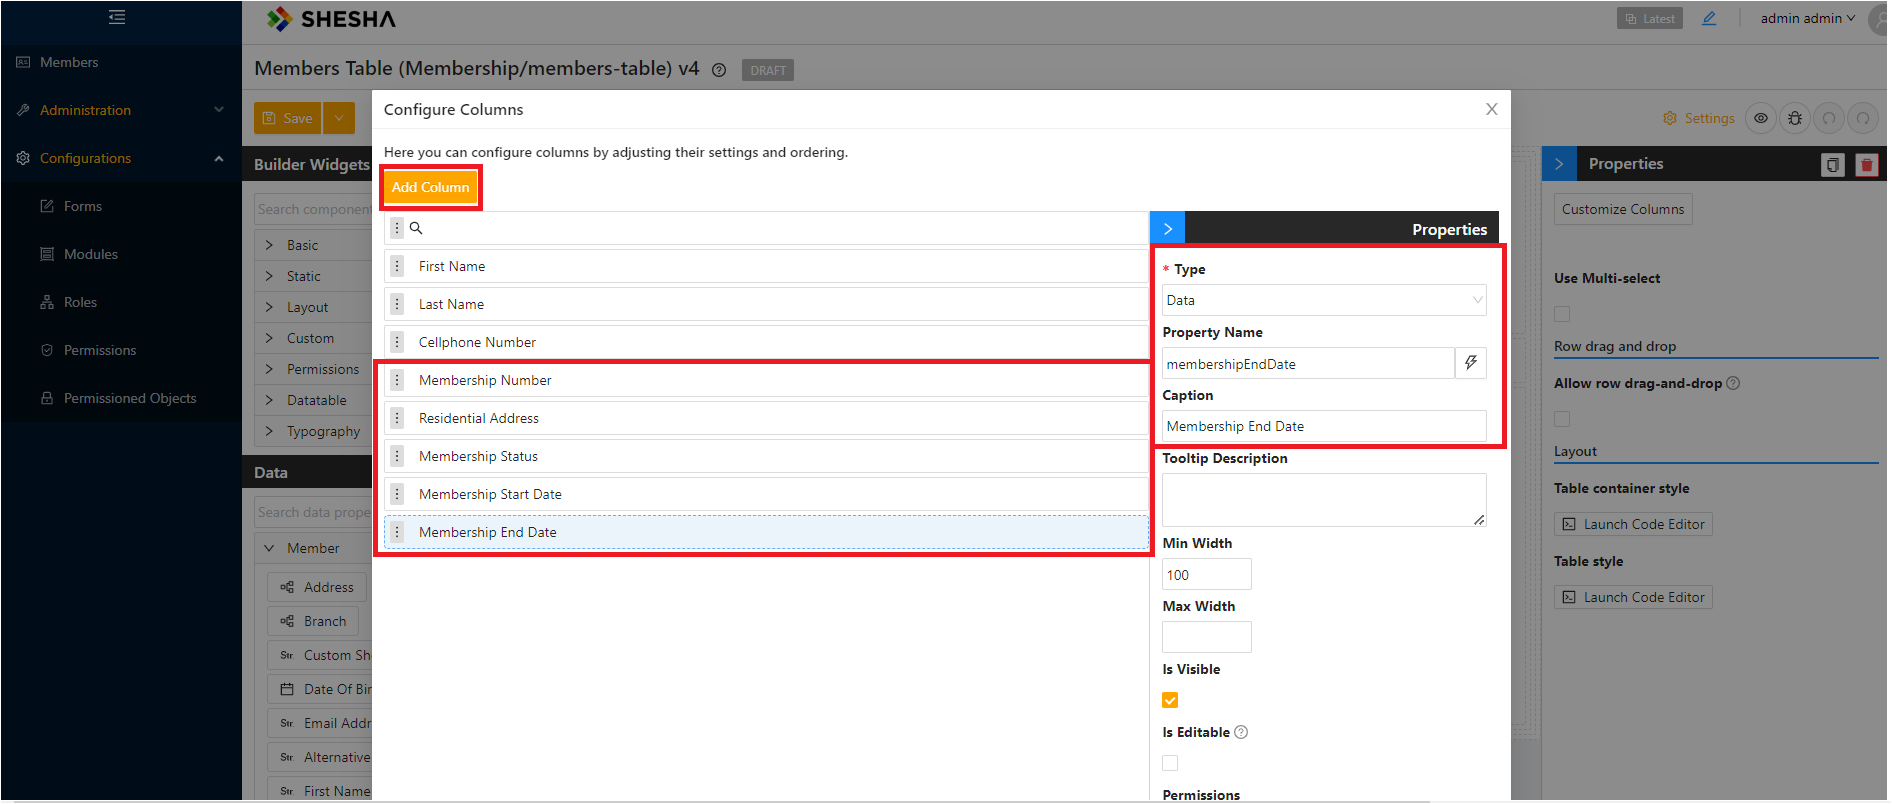 SHESHA
Latest
admin admin
Members
Administration
Configurations
Forms
Modules
Roles
Permissions
Permissioned Objects
Members Table (Membership/members-table) v4
DRAFT
Save
Settings
Builder Widgets
Search component
Basic
Static
Layout
Custom
Permissions
Datatable
Typography
Data
Search data prope
Member
Address
Branch
Str. Custom Sh
Date Of Bir
Str. Email Addr
Str. Alternative
Str. First Name
Configure Columns
Here you can configure columns by adjusting their settings and ordering.
Add Column
First Name
Last Name
Cellphone Number
Membership Number
Residential Address
Membership Status
Membership Start Date
Membership End Date
Properties
* Type
Data
Property Name
membershipEndDate
Caption
Membership End Date
Tooltip Description
Min Width
100
Max Width
Is Visible
Is Editable
Permissions
Properties
Customize Columns
Use Multi-select
Row drag and drop
Allow row drag-and-drop
Layout
Table container style
Launch Code Editor
Table style
Launch Code Editor